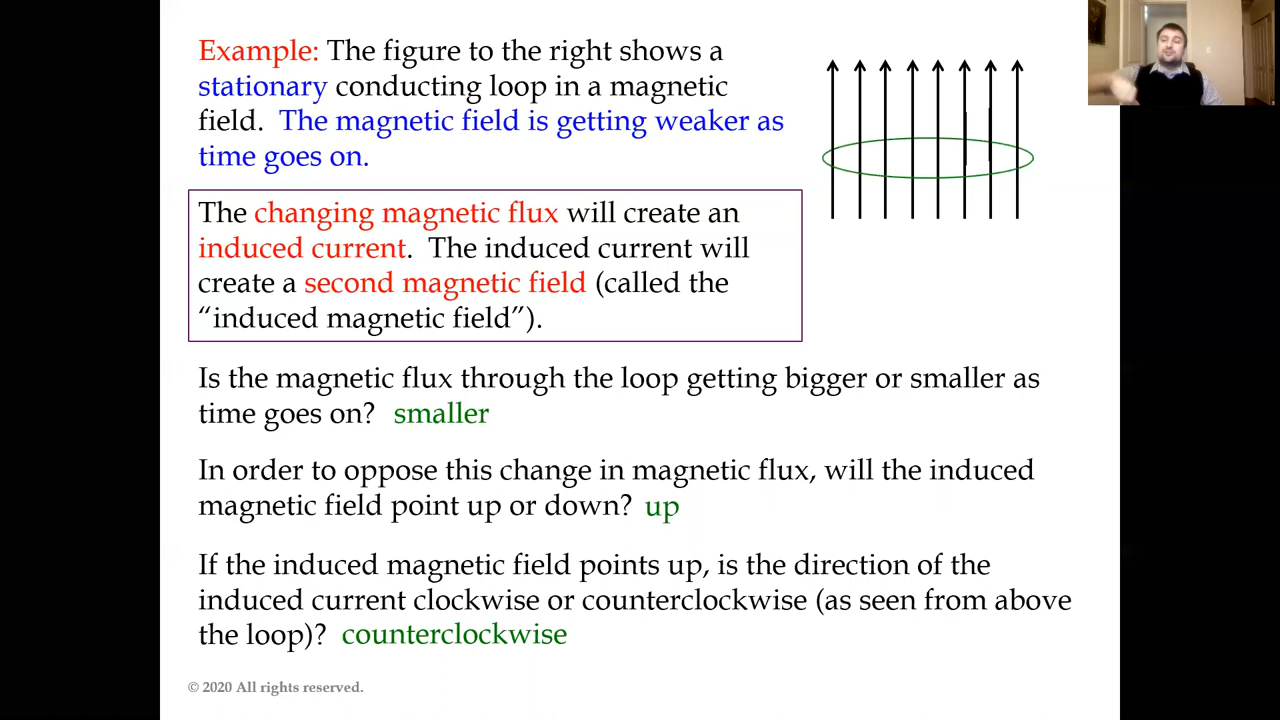 Example: The figure to the right shows a
stationary conducting loop in a magnetic
field.  The magnetic field is getting weaker as
time goes on.
The changing magnetic flux will create an
induced current.  The induced current will
create a second magnetic field (called the
“induced magnetic field”).
Is the magnetic flux through the loop getting bigger or smaller as
time goes on?  smaller
In order to oppose this change in magnetic flux, will the induced
magnetic field point up or down?  up
If the induced magnetic field points up, is the direction of the
induced current clockwise or counterclockwise (as seen from above
the loop)?  counterclockwise
© 2020 All rights reserved.